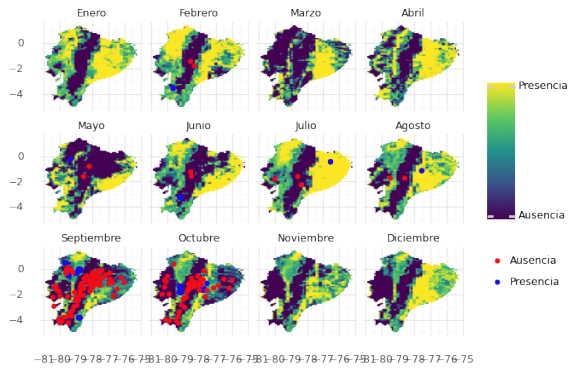 Enero Febrero Marzo Abril
0
−2
−4
Presencia
Mayo Junio Julio Agosto
0
−2
−4
Ausencia
Septiembre Octubre Noviembre Diciembre
0
−2
−4
Ausencia
Presencia
−81−80−79−78−77−76−75 −81−80−79−78−77−76−75 −81−80−79−78−77−76−75 −81−80−79−78−77−76−75